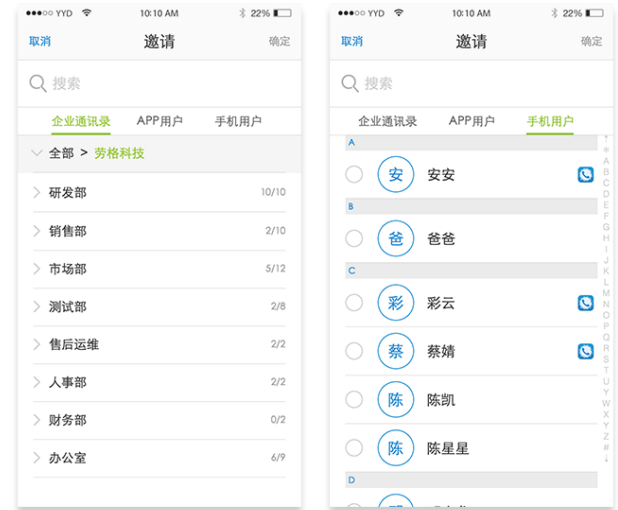 YYD 10:10 AM 22%
取消 邀请 确定
搜索
企业通讯录 APP用户 手机用户
全部 > 劳格科技
研发部 10/10
销售部 2/10
市场部 5/12
测试部 2/8
售后运维 2/2
人事部 2/2
财务部 0/2
办公室 6/9
YYD 10:10 AM 22%
取消 邀请 确定
搜索
企业通讯录 APP用户 手机用户
A
安 安安
B
爸 爸爸
C
彩 彩云
蔡 蔡婧
陈 陈凯
陈 陈星星
D
↑
*
A
B
C
D
E
F
G
H
I
J
K
L
M
N
O
P
Q
R
S
T
U
Y
W
X
Y
Z
#
↓